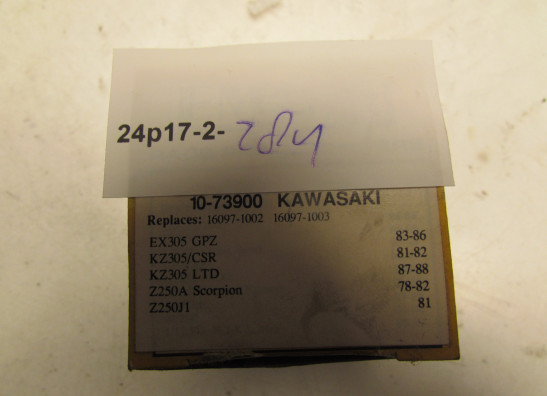 24p17-2-284
10-73900 KAWASAKI
Replaces: 16097-1002 16097-1003
EX305 GPZ 83-86
KZ305/CSR 81-82
KZ305 LTD 87-88
Z250A Scorpion 78-82
Z250J1 81